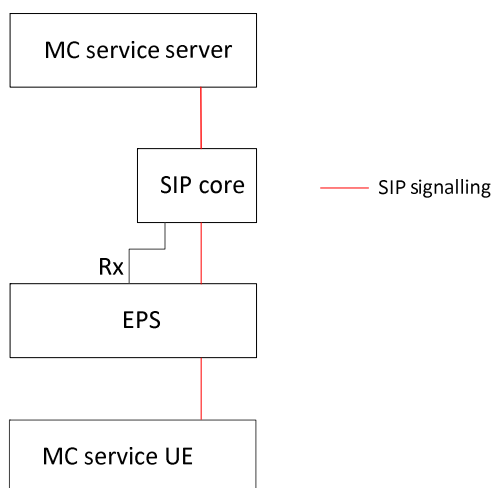 MC service server
SIP core
SIP signalling
Rx
EPS
MC service UE